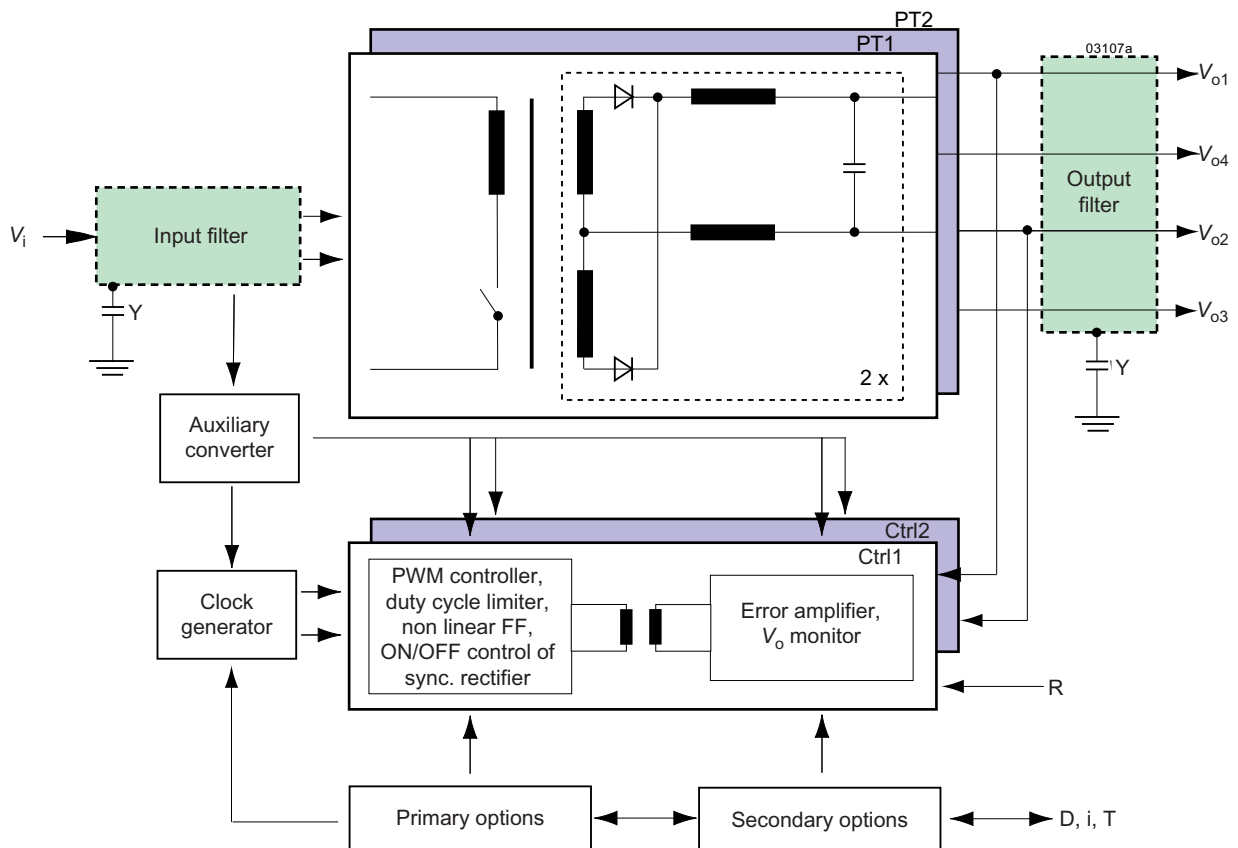 PT2
PT1
03107a
Vo1
Vo4
Output
filter
Vi
Input filter
Vo2
Y
Vo3
2 x
Y
Auxiliary
converter
Ctrl2
Ctrl1
Clock
generator
PWM controller,
duty cycle limiter,
non linear FF,
ON/OFF control of
sync. rectifier
Error amplifier,
Vo monitor
R
Primary options
Secondary options
D, i, T